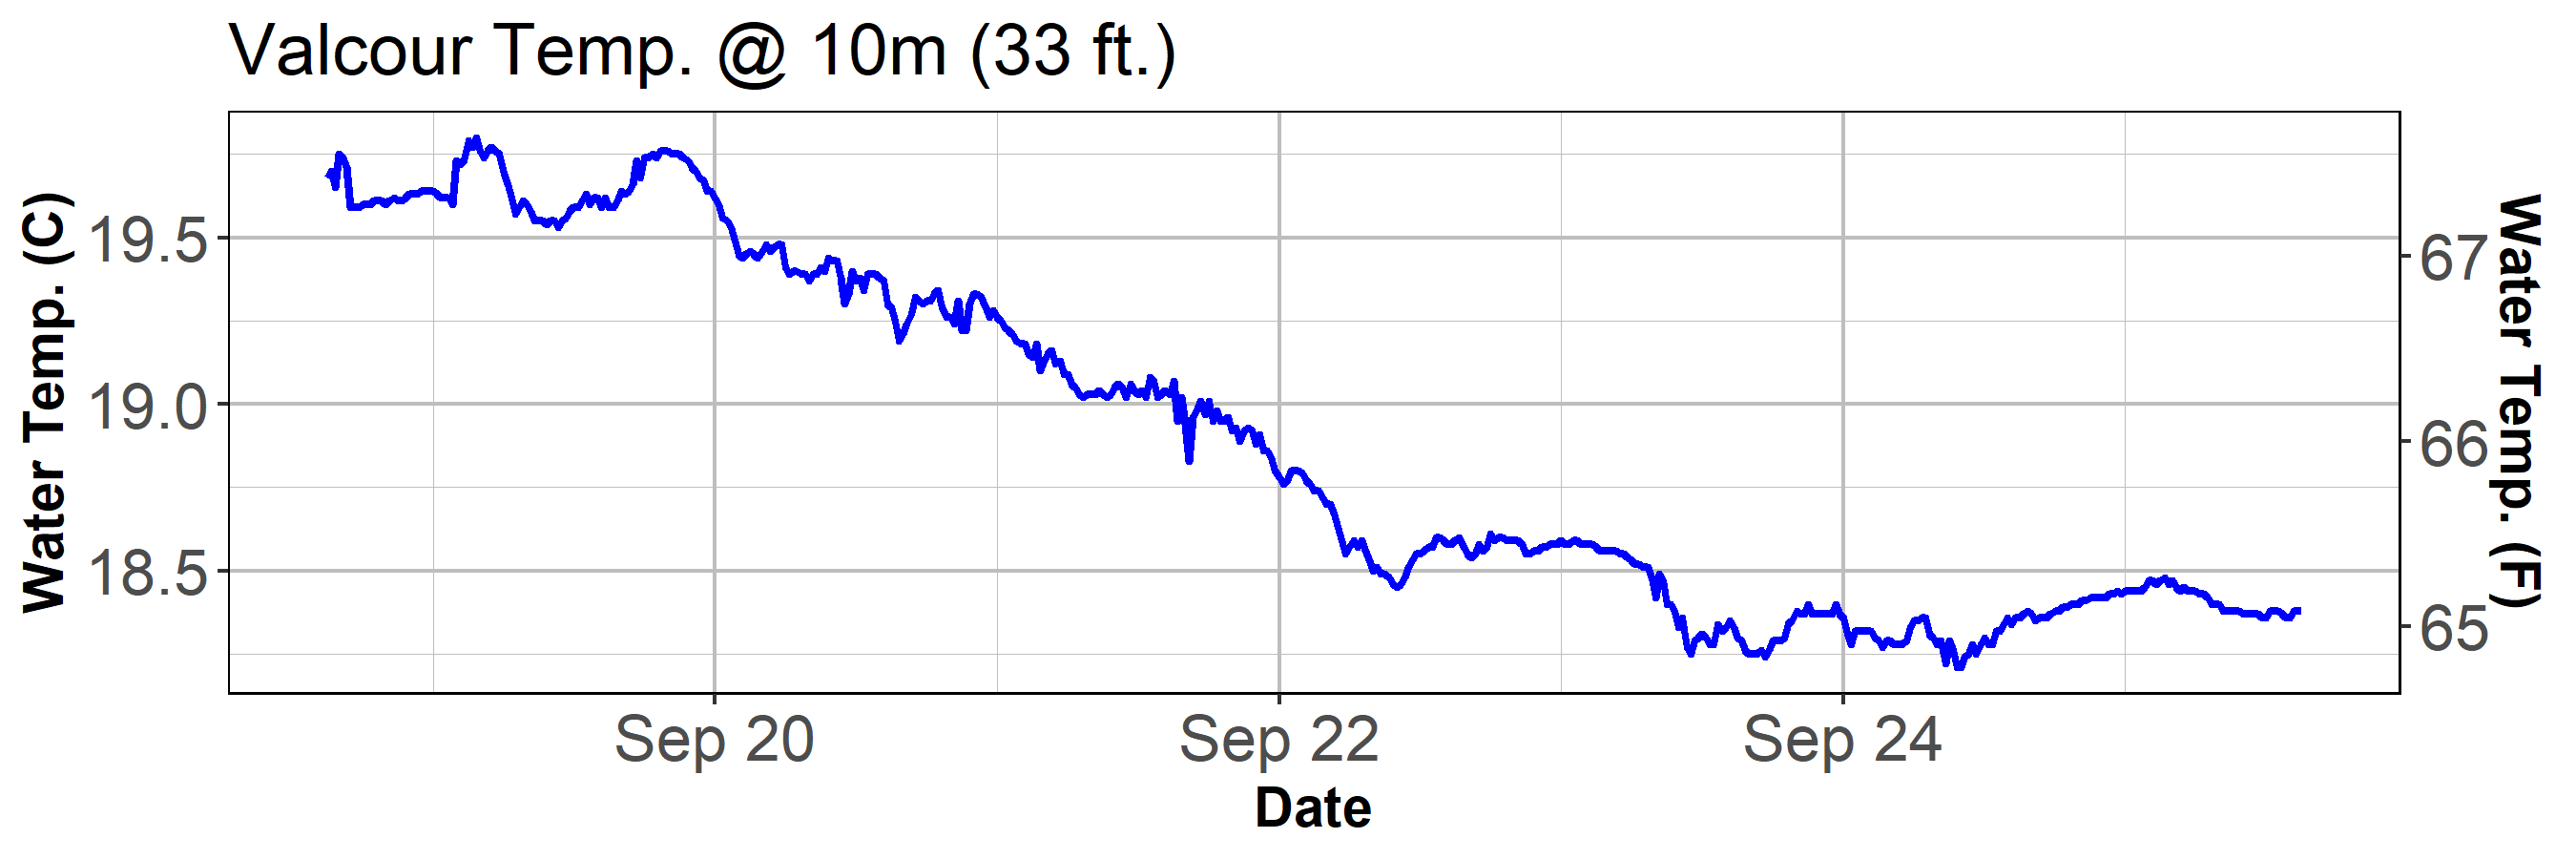 Valcour Temp. @ 10m (33 ft.)
Water Temp. (C)
19.5
19.0
18.5
67
66
65
Water Temp. (F)
Sep 20
Sep 22
Sep 24
Date